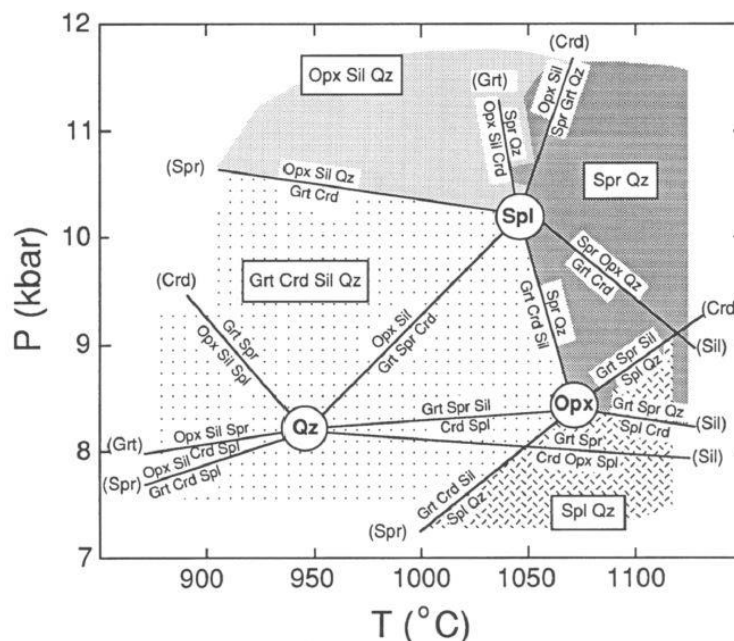 12
11
10
9
8
7
P (kbar)
900
950
1000
1050
1100
T (°C)
Opx Sil Qz
(Crd)
(Grt)
Opx Sil
Spr Grt Qz
Spr Qz
Opx Sil Crd
(Spr)
Opx Sil Qz
Grt Crd
Spr Qz
Spl
Spr Opx Qz
Grt Crd
Grt Crd Sil Qz
(Crd)
Grt Spr
Opx Sil Spl
Opx Sil
Grt Spr Crd
Spr Qz
Grt Crd Sil
(Crd)
Grt Spr Sil
Spl Qz
(Sil)
Opx
Qz
Grt Spr Sil
Crd Spl
Grt Spr Qz
Spl Crd
(Sil)
(Grt)
Opx Sil Spr
Crd Spl
(Spr)
Opx Sil
Grt Crd Spl
Grt Spr
Crd Opx Spl
(Sil)
Grt Crd Sil
Spl Qz
(Spr)
Spl Qz